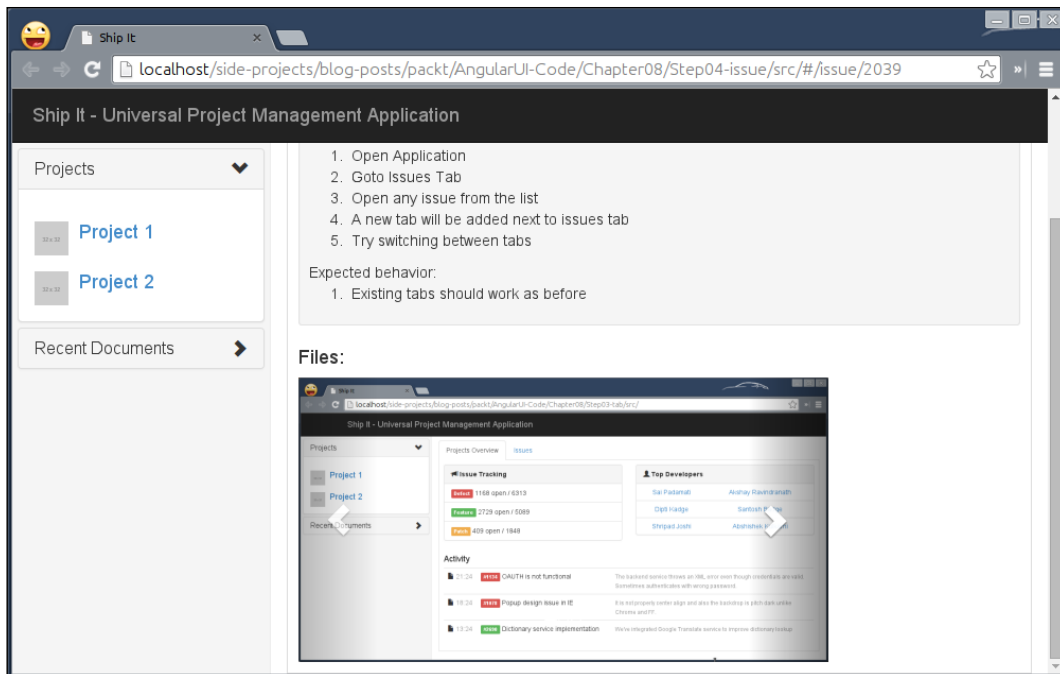 Ship It
localhost/side-projects/blog-posts/packt/AngularUI-Code/Chapter08/Step04-issue/src/#/issue/2039
Ship It - Universal Project Management Application
Projects
Project 1
Project 2
Recent Documents
1. Open Application
2. Goto Issues Tab
3. Open any issue from the list
4. A new tab will be added next to issues tab
5. Try switching between tabs
Expected behavior:
1. Existing tabs should work as before
Files:
Ship It
localhost/side-projects/blog-posts/packt/AngularUI-Code/Chapter08/Step03-tab/src/
Ship It - Universal Project Management Application
Projects
Project 1
Project 2
Recent Documents
Projects Overview
Issues
Issue Tracking
Defect 1168 open / 6313
Feature 2729 open / 5089
Patch 409 open / 1848
Top Developers
Akshay Ravindranath
Dipti Kadge
Santosh
Shripad Joshi
Activity
21:24 OAUTH is not functional
The backend service throws an XML error even though credentials are valid.
Sometimes authenticates with wrong password.
Popup design issue in IE
It is not properly center align and also the backdrop is pitch dark unlike
Chrome and FF.
Dictionary service implementation
We've integrated Google Translate service to improve dictionary lookup.